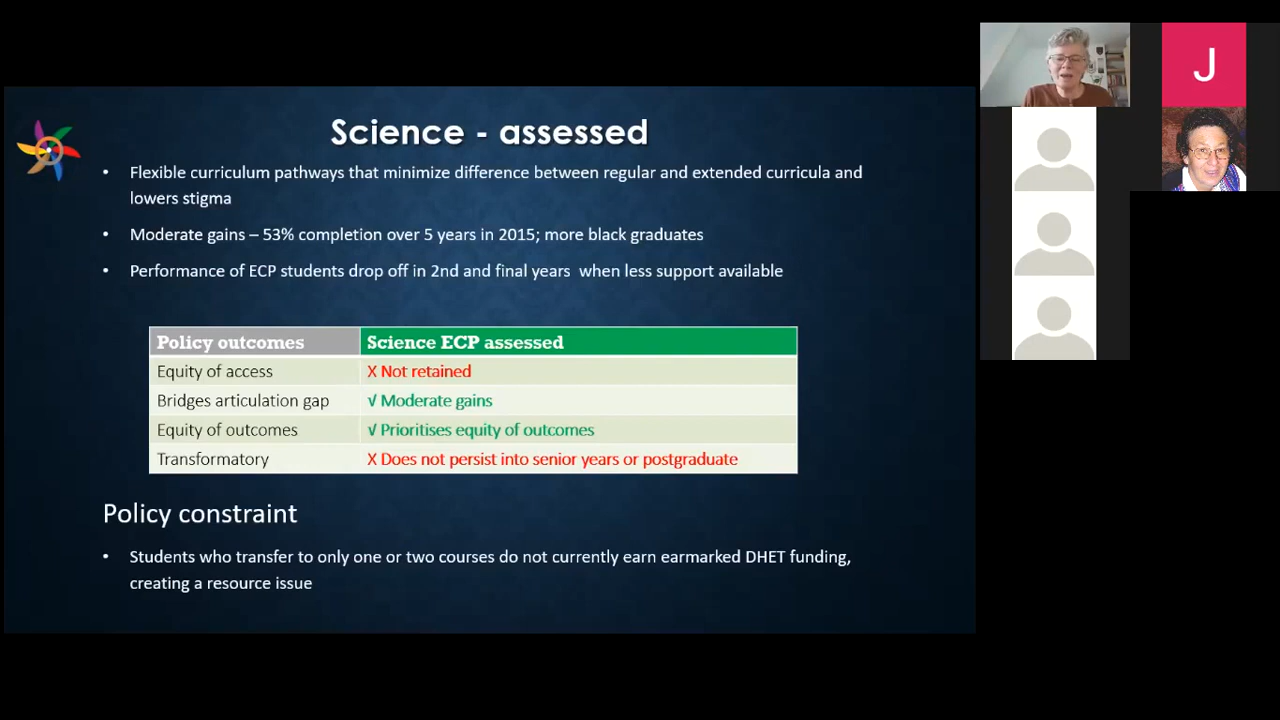 Science - assessed
• Flexible curriculum pathways that minimize difference between regular and extended curricula and
lowers stigma
• Moderate gains – 53% completion over 5 years in 2015; more black graduates
• Performance of ECP students drop off in 2nd and final years when less support available
Policy outcomes Science ECP assessed
Equity of access X Not retained
Bridges articulation gap √ Moderate gains
Equity of outcomes √ Prioritises equity of outcomes
Transformatory X Does not persist into senior years or postgraduate
Policy constraint
• Students who transfer to only one or two courses do not currently earn earmarked DHET funding,
creating a resource issue
J